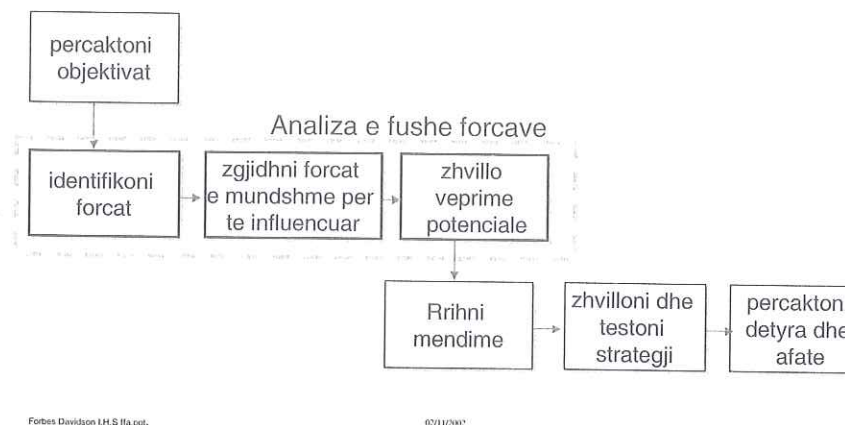 percaktoni
objektivat
Analiza e fushe forcave
identifikoni
forcat
zgjidhni forcat
e mundshme per
te influencuar
zhvillo
veprime
potenciale
Rrihni
mendime
zhvilloni dhe
testoni
strategji
percakton
detyra dhe
afate
Forbes Davidson I.H.S ffa.ppt.
02/11/2002